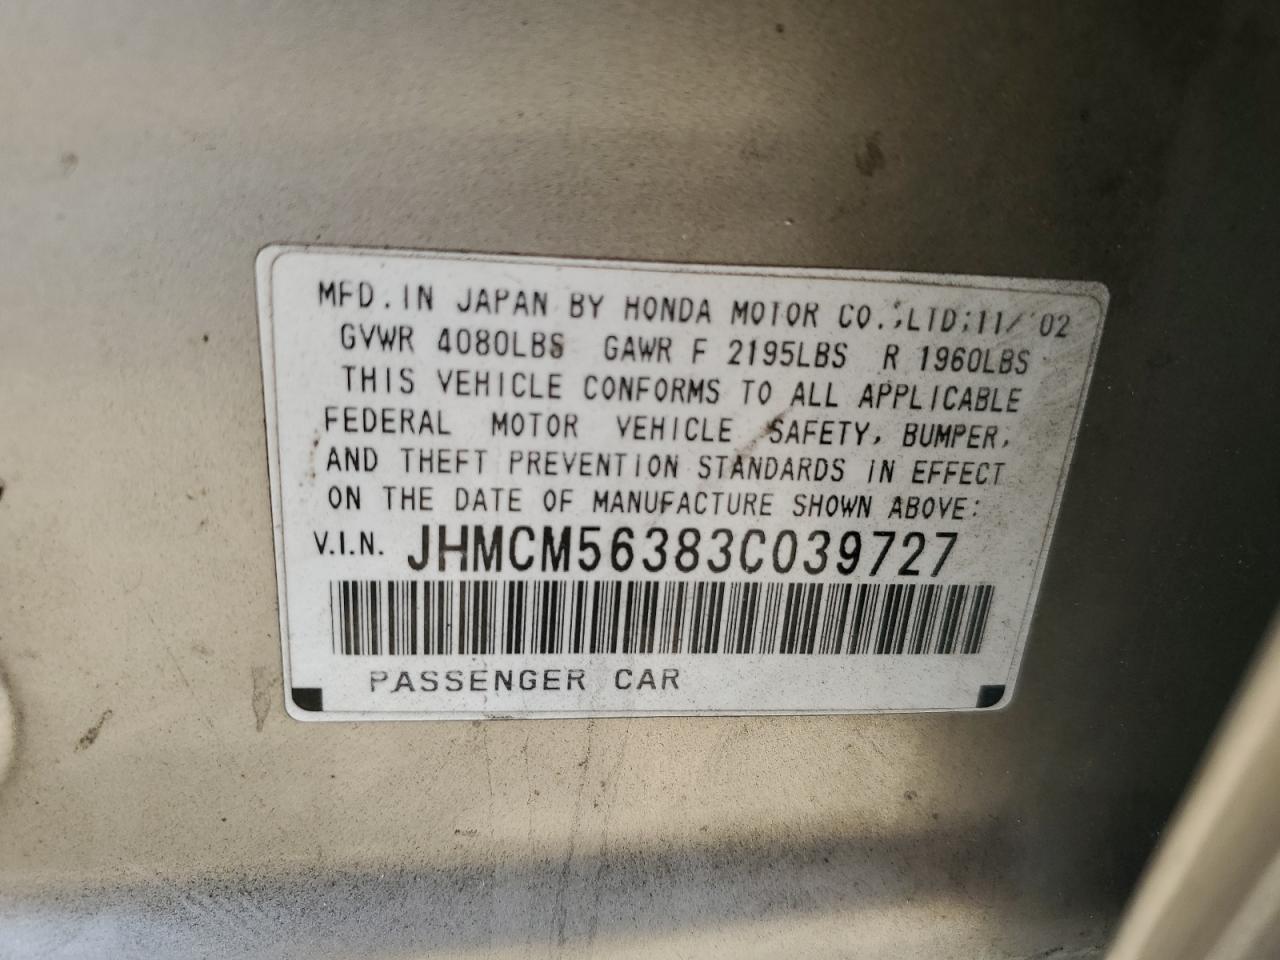 MFD. IN JAPAN BY HONDA MOTOR CO.,LTD;11/'02
GVWR 4080LBS GAWR F 2195LBS R 1960LBS
THIS VEHICLE CONFORMS TO ALL APPLICABLE
FEDERAL MOTOR VEHICLE SAFETY, BUMPER,
AND THEFT PREVENTION STANDARDS IN EFFECT
ON THE DATE OF MANUFACTURE SHOWN ABOVE:
V.I.N. JHMCM56383C039727
PASSENGER CAR